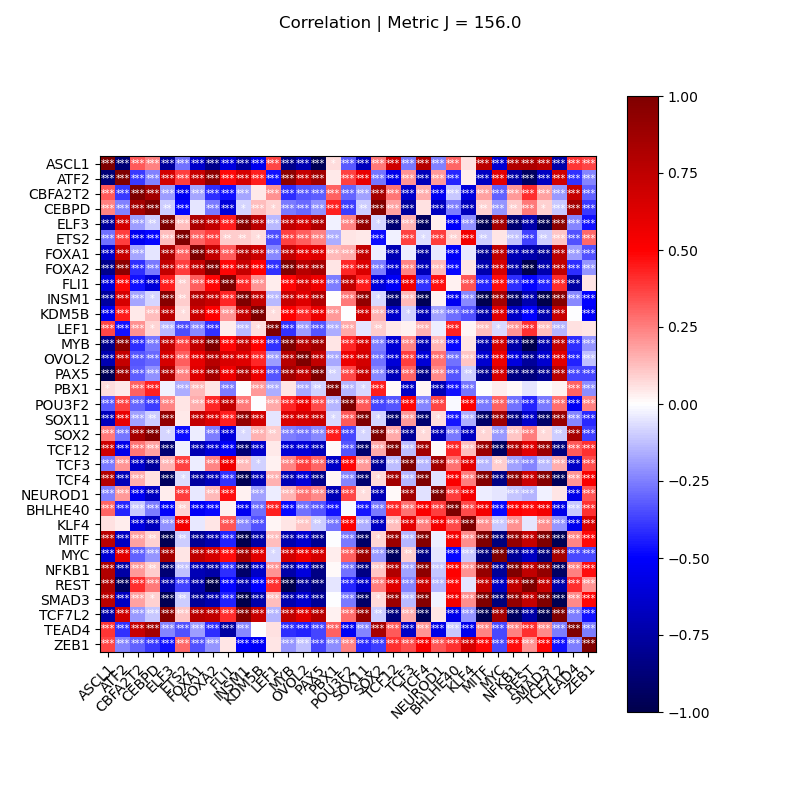 Correlation | Metric J = 156.0
ASCL1
ATF2
CBFA2T2
CEBPD
ELF3
ETS2
FOXA1
FOXA2
FLI1
INSM1
KDM5B
LEF1
MYB
OVOL2
PAX5
PBX1
POU3F2
SOX11
SOX2
TCF12
TCF3
TCF4
NEUROD1
BHLHE40
KLF4
MITF
MYC
NFKB1
REST
SMAD3
TCF7L2
TEAD4
ZEB1
ASCL1
ATF2
CBFA2T2
CEBPD
ELF3
ETS2
FOXA1
FOXA2
FLI1
INSM1
KDM5B
LEF1
MYB
OVOL2
PAX5
PBX1
POU3F2
SOX11
SOX2
TCF12
TCF3
TCF4
NEUROD1
BHLHE40
KLF4
MITF
MYC
NFKB1
REST
SMAD3
TCF7L2
TEAD4
ZEB1
1.00
0.75
0.50
0.25
0.00
−0.25
−0.50
−0.75
−1.00